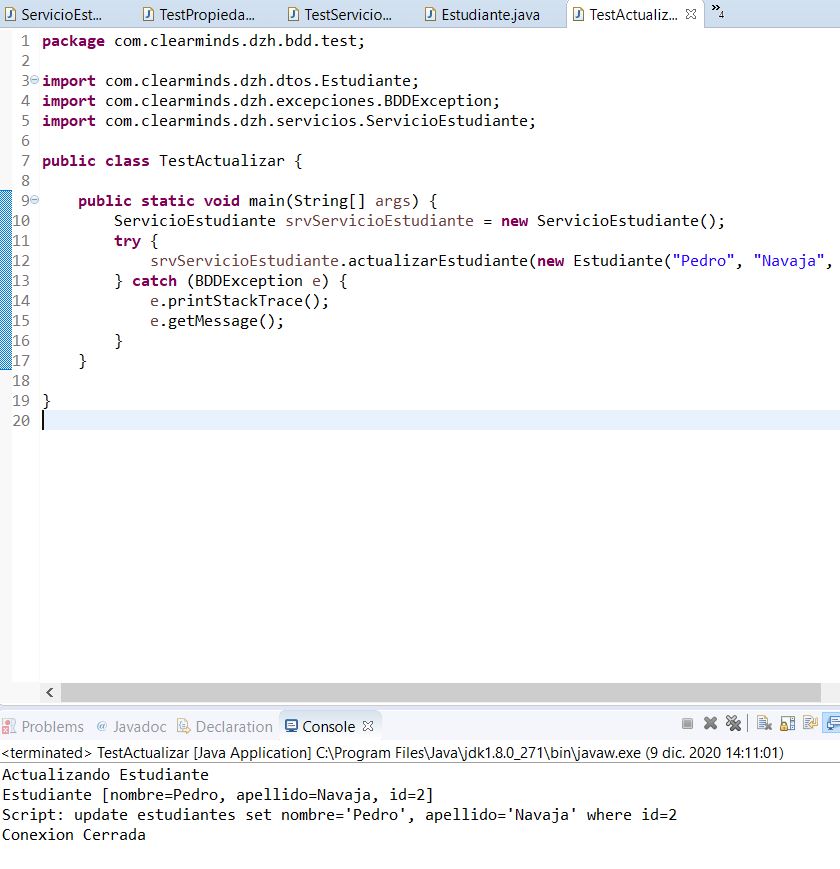 ServicioEst... TestPropieda... TestServicio... Estudiante.java TestActualiz... »4
1 package com.clearminds.dzh.bdd.test;
2
3 import com.clearminds.dzh.dtos.Estudiante;
4 import com.clearminds.dzh.excepciones.BDDException;
5 import com.clearminds.dzh.servicios.ServicioEstudiante;
6
7 public class TestActualizar {
8
9 public static void main(String[] args) {
10 ServicioEstudiante srvServicioEstudiante = new ServicioEstudiante();
11 try {
12 srvServicioEstudiante.actualizarEstudiante(new Estudiante("Pedro", "Navaja",
13 } catch (BDDException e) {
14 e.printStackTrace();
15 e.getMessage();
16 }
17 }
18
19 }
20
Problems @ Javadoc Declaration Console
<terminated> TestActualizar [Java Application] C:\Program Files\Java\jdk1.8.0_271\bin\javaw.exe (9 dic. 2020 14:11:01)
Actualizando Estudiante
Estudiante [nombre=Pedro, apellido=Navaja, id=2]
Script: update estudiantes set nombre='Pedro', apellido='Navaja' where id=2
Conexion Cerrada